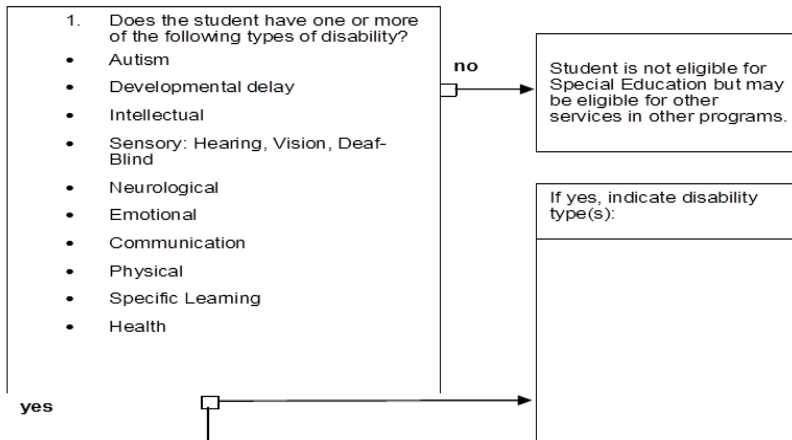 1. Does the student have one or more
of the following types of disability?
• Autism
• Developmental delay
• Intellectual
• Sensory: Hearing, Vision, Deaf-
Blind
• Neurological
• Emotional
• Communication
• Physical
• Specific Learning
• Health
yes
no
Student is not eligible for
Special Education but may
be eligible for other
services in other programs.
If yes, indicate disability
type(s):